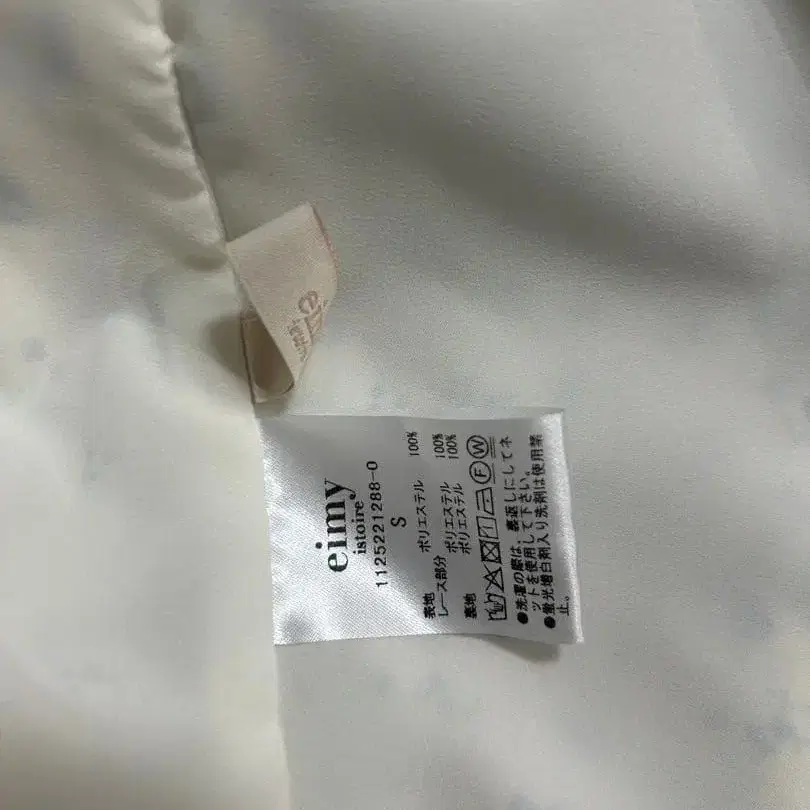 eimy
istoire
1125221288-0
S
表地 ポリエステル 100%
レース部分 ポリエステル 100%
裏地 ポリエステル 100%
F W
●洗濯の際は、裏返しにしてネ
ットを使用して下さい。
●蛍光増白剤入り洗剤は使用禁
止。